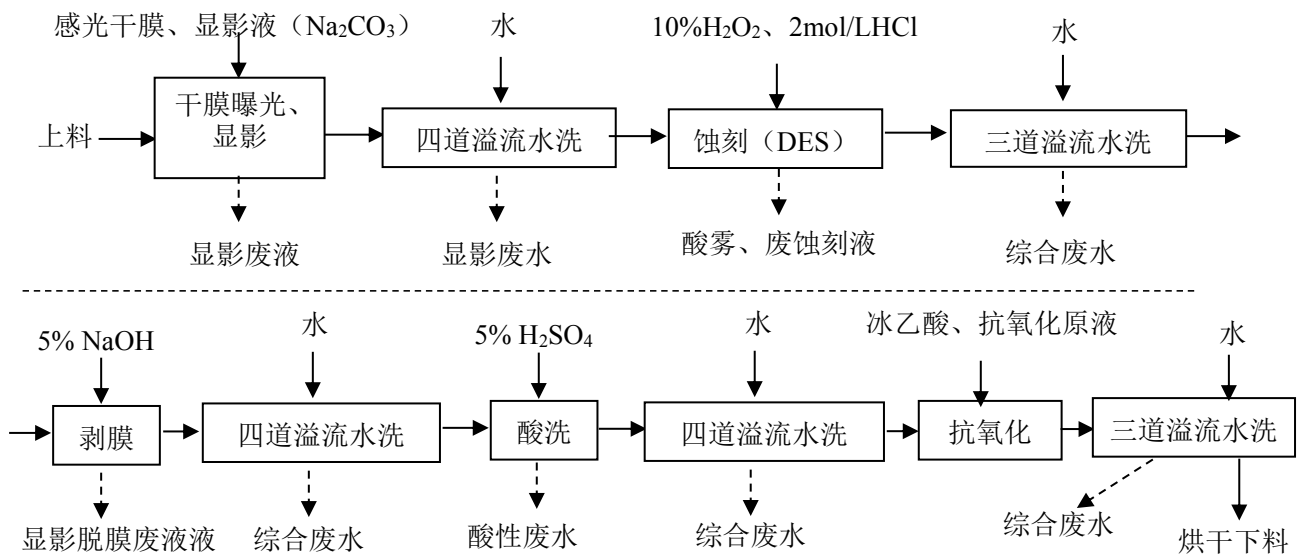 感光干膜、显影液（Na₂CO₃）
水
10%H₂O₂、2mol/LHCl
水
上料
干膜曝光、
显影
四道溢流水洗
蚀刻（DES）
三道溢流水洗
显影废液
显影废水
酸雾、废蚀刻液
综合废水
5% NaOH
水
5% H₂SO₄
水
冰乙酸、抗氧化原液
水
剥膜
四道溢流水洗
酸洗
四道溢流水洗
抗氧化
三道溢流水洗
显影脱膜废液液
综合废水
酸性废水
综合废水
综合废水
烘干下料